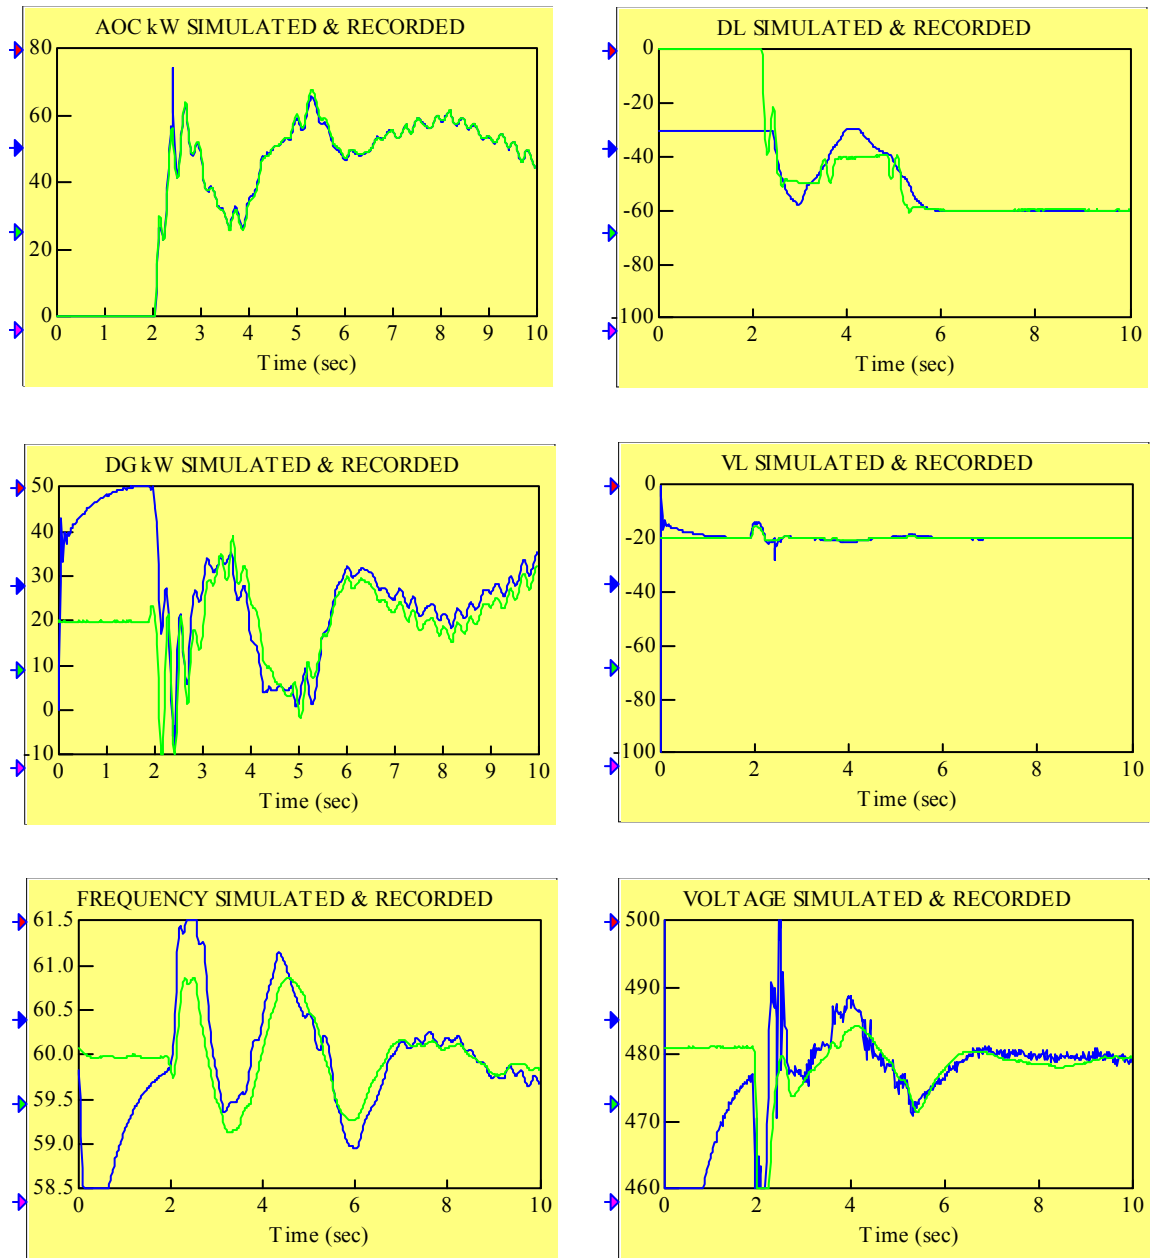 AOC kW SIMULATED & RECORDED
80
60
40
20
0
0 1 2 3 4 5 6 7 8 9 10
Time (sec)
DL SIMULATED & RECORDED
0
-20
-40
-60
-80
-100
0 2 4 6 8 10
Time (sec)
DG kW SIMULATED & RECORDED
50
40
30
20
10
0
-10
0 1 2 3 4 5 6 7 8 9 10
Time (sec)
VL SIMULATED & RECORDED
0
-20
-40
-60
-80
-100
0 2 4 6 8 10
Time (sec)
FREQUENCY SIMULATED & RECORDED
61.5
61.0
60.5
60.0
59.5
59.0
58.5
0 2 4 6 8 10
Time (sec)
VOLTAGE SIMULATED & RECORDED
500
490
480
470
460
0 2 4 6 8 10
Time (sec)